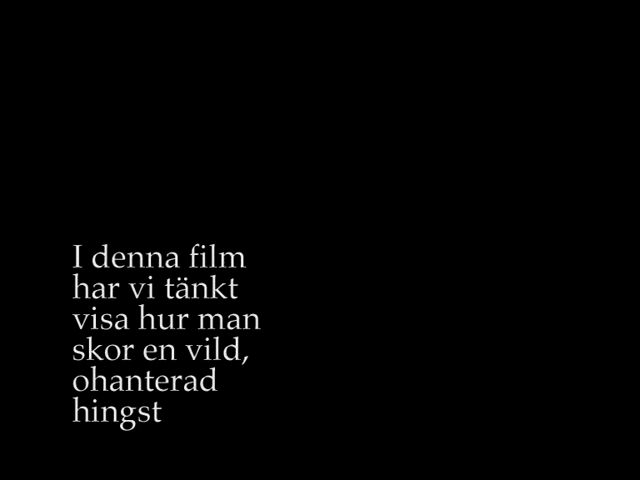 I denna film
har vi tänkt
visa hur man
skor en vild,
ohanterad
hingst